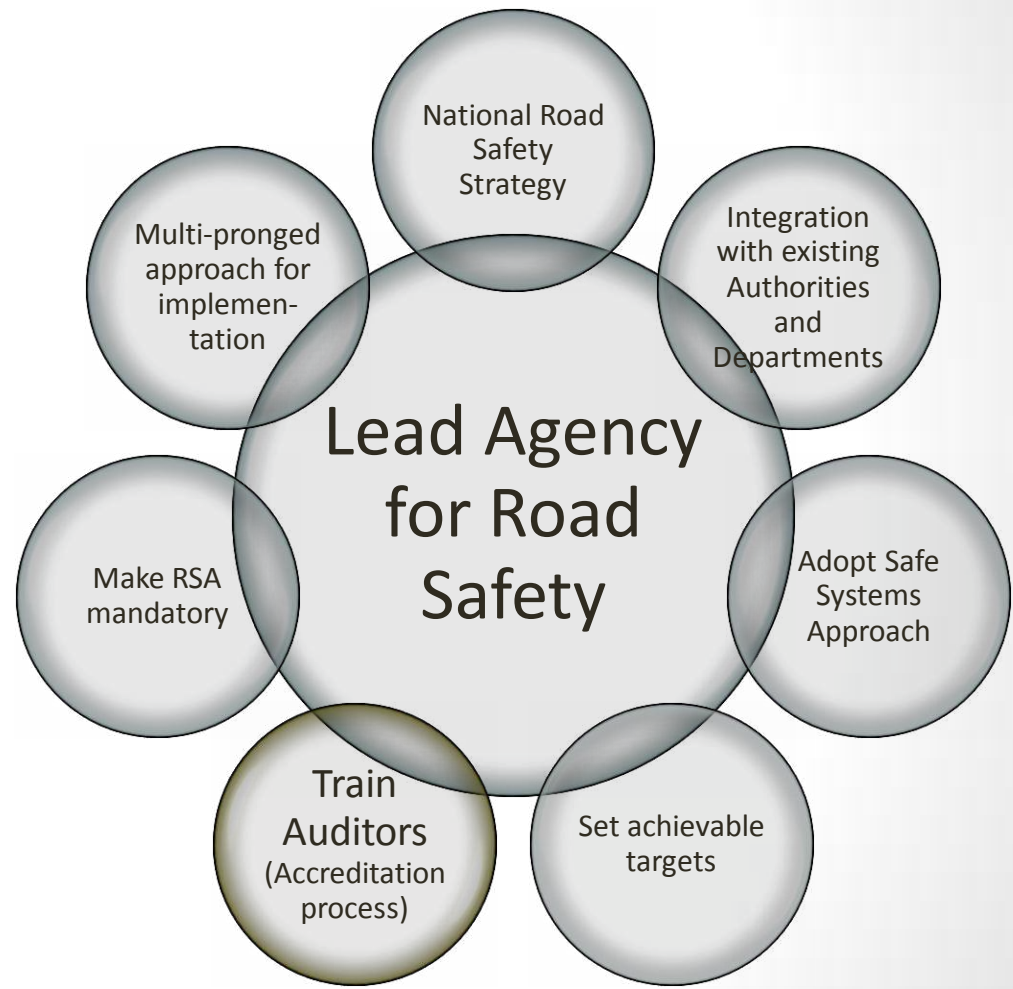 National Road
Safety
Strategy
Integration
with existing
Authorities
and
Departments
Adopt Safe
Systems
Approach
Set achievable
targets
Train
Auditors
(Accreditation
process)
Make RSA
mandatory
Multi-pronged
approach for
implemen-
tation
Lead Agency
for Road
Safety